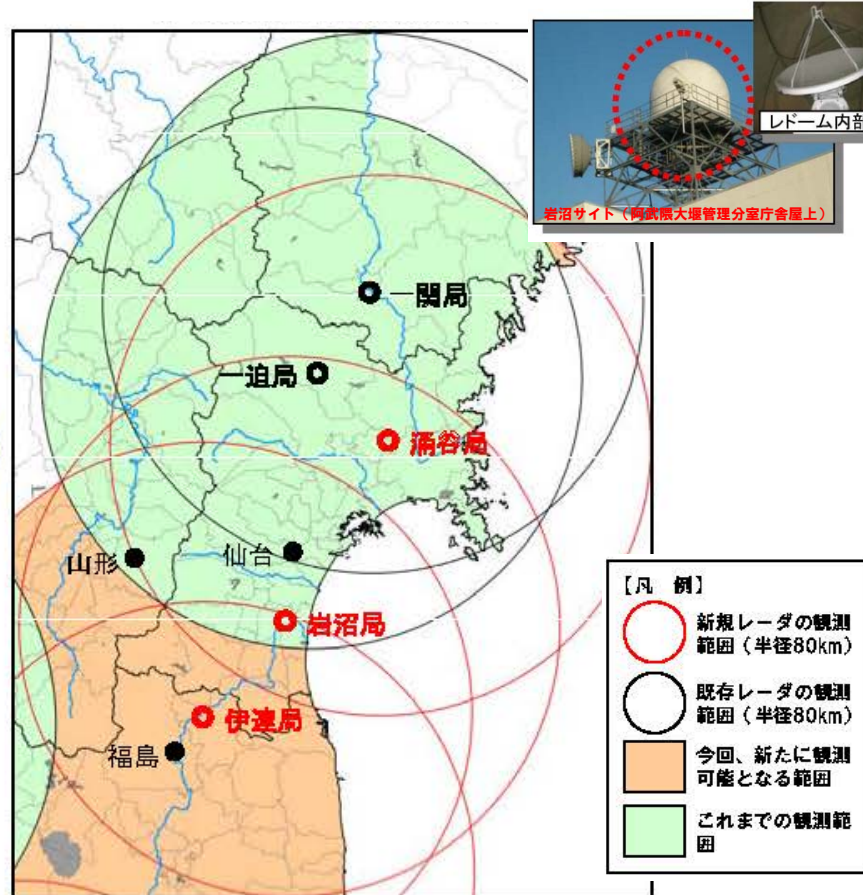 レドーム内部
岩沼サイト（阿武隈大堰管理分室庁舎屋上）
一関局
一迫局
涌谷局
山形
仙台
岩沼局
伊達局
福島
【凡　例】
新規レーダの観測
範囲（半径80km）
既存レーダの観測
範囲（半径80km）
今回、新たに観測
可能となる範囲
これまでの観測範
囲